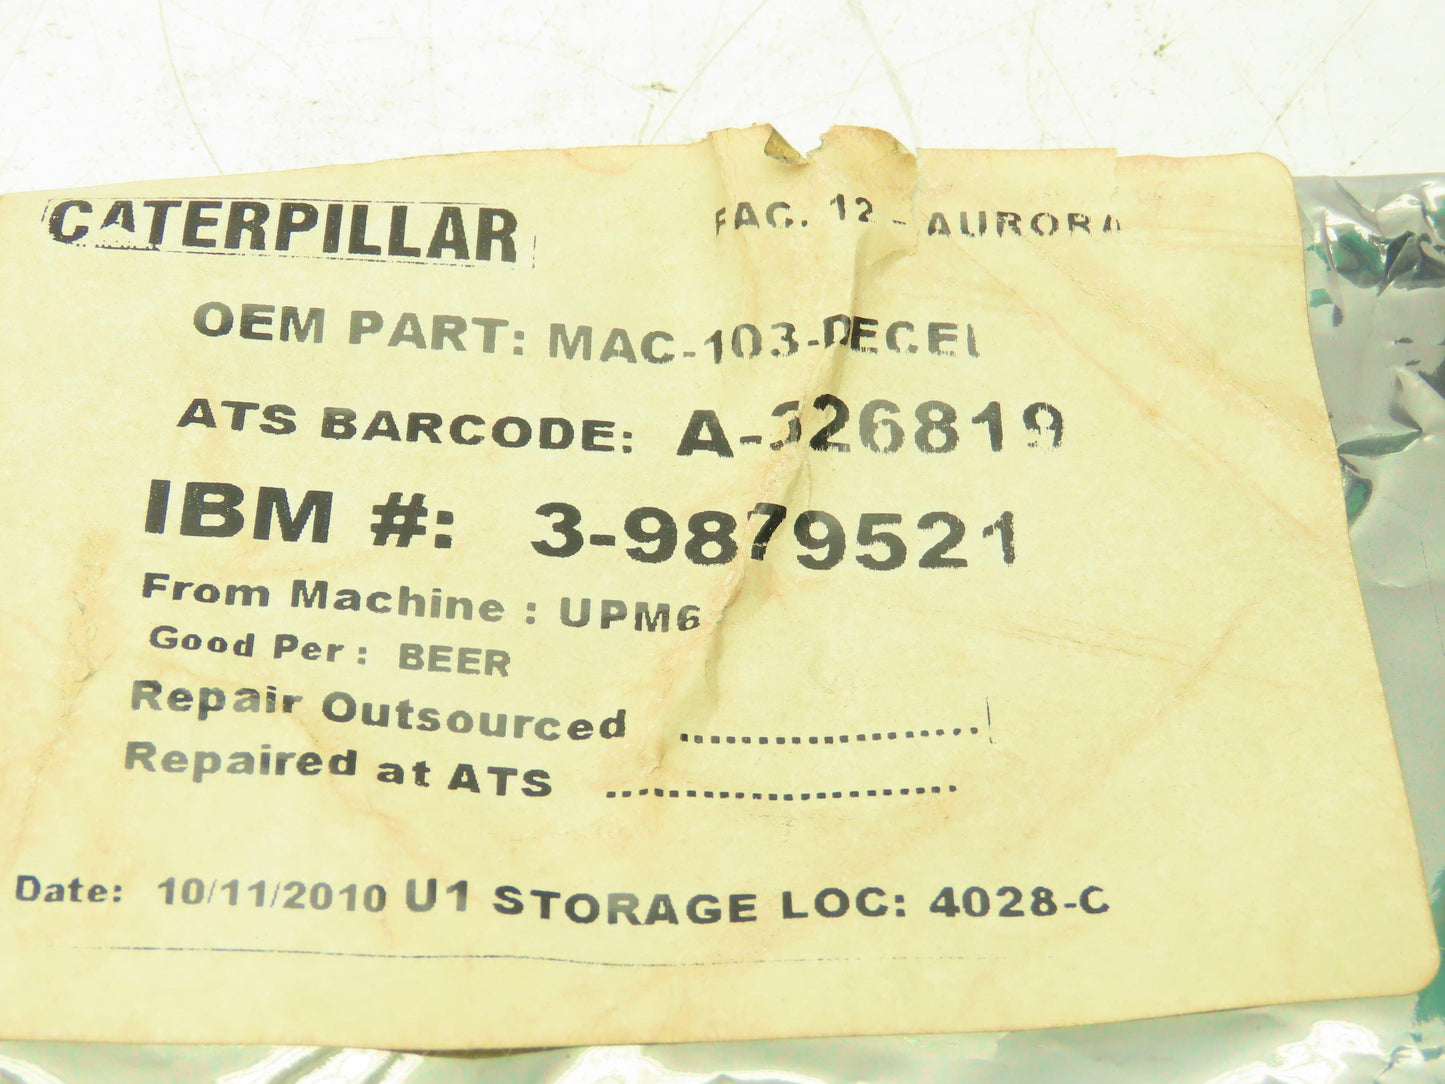 CATERPILLAR FAC. 12 - AURORA
OEM PART: MAC-103-DECEL
ATS BARCODE: A-326819
IBM #: 3-9879521
From Machine : UPM6
Good Per : BEER
Repair Outsourced ....................
Repaired at ATS .......................
Date: 10/11/2010 U1 STORAGE LOC: 4028-C